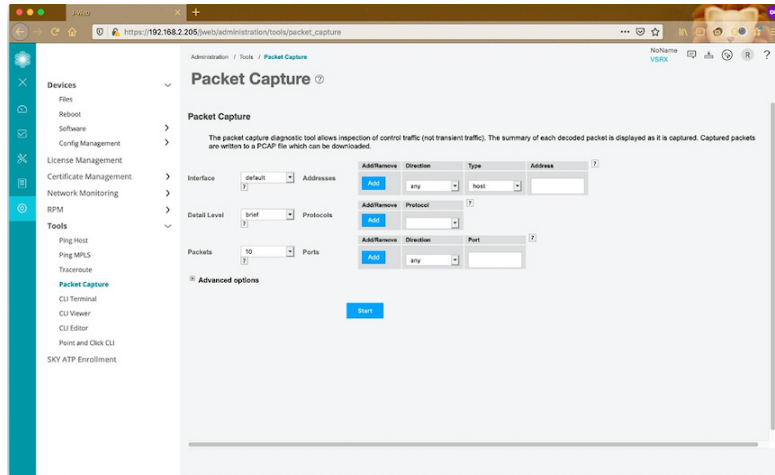 J-Web
https://192.168.2.205/jweb/administration/tools/packet_capture
NoName
VSRX
R
?
Administration / Tools / Packet Capture
Packet Capture ?
Devices
Files
Reboot
Software
Config Management
License Management
Certificate Management
Network Monitoring
RPM
Tools
Ping Host
Ping MPLS
Traceroute
Packet Capture
CLI Terminal
CLI Viewer
CLI Editor
Point and Click CLI
SKY ATP Enrollment
Packet Capture
The packet capture diagnostic tool allows inspection of control traffic (not transient traffic). The summary of each decoded packet is displayed as it is captured. Captured packets
are written to a PCAP file which can be downloaded.
Add/Remove Direction Type Address ?
Interface default Addresses Add any host
?
Add/Remove Protocol ?
Detail Level brief Protocols Add
?
Add/Remove Direction Port ?
Packets 10 Ports Add any
?
Advanced options
Start